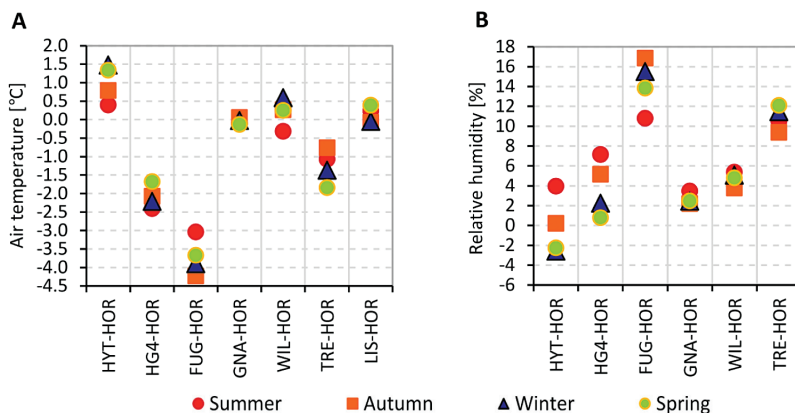 A
Air temperature [°C]
2.0
1.5
1.0
0.5
0.0
-0.5
-1.0
-1.5
-2.0
-2.5
-3.0
-3.5
-4.0
-4.5
HYT-HOR
HG4-HOR
FUG-HOR
GNA-HOR
WIL-HOR
TRE-HOR
LIS-HOR
B
Relative humidity [%]
18
16
14
12
10
8
6
4
2
0
-2
-4
-6
HYT-HOR
HG4-HOR
FUG-HOR
GNA-HOR
WIL-HOR
TRE-HOR
Summer Autumn Winter Spring